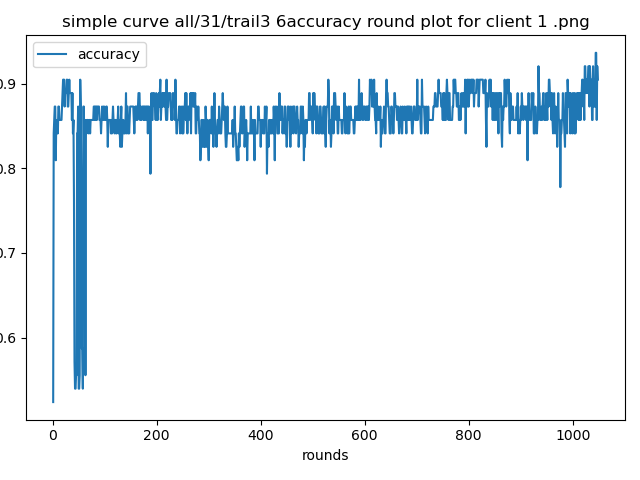 simple curve all/31/trail3 6accuracy round plot for client 1 .png
accuracy
0.9
0.8
0.7
0.6
0 200 400 600 800 1000
rounds